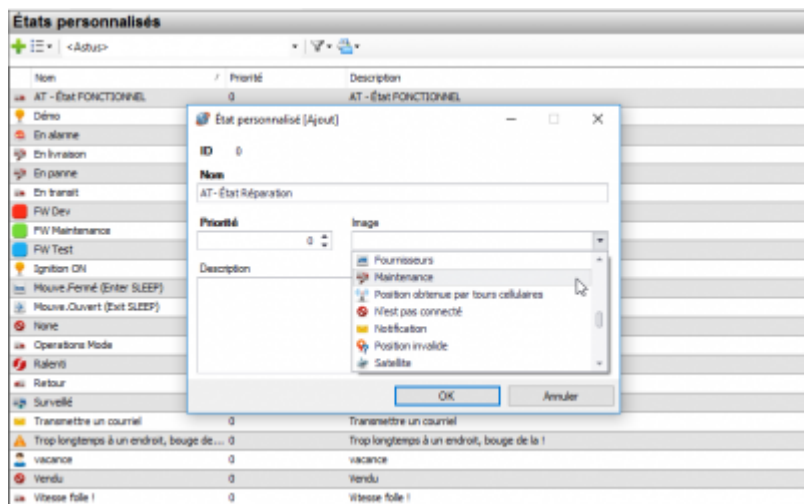 États personnalisés
<Astus>
Nom / Priorité Description
AT - État FONCTIONNEL 0 AT - État FONCTIONNEL
Démo
En alarme
En livraison
En panne
En transit
FW Dev
FW Maintenance
FW Test
Ignition ON
Mouve.Fermé (Enter SLEEP)
Mouve.Ouvert (Exit SLEEP)
None
Operations Mode
Ralenti
Retour
Surveillé
Transmettre un courriel 0 Transmettre un courriel
Trop longtemps à un endroit, bouge de... 0 Trop longtemps à un endroit, bouge de la !
vacance 0 vacance
Vendu 0 Vendu
Vitesse folle ! 0 Vitesse folle !
État personnalisé [Ajout]
ID 0
Nom
AT - État Réparation
Priorité Image
0
Description
Fournisseurs
Maintenance
Position obtenue par tours cellulaires
N'est pas connecté
Notification
Position invalide
Satellite
OK Annuler